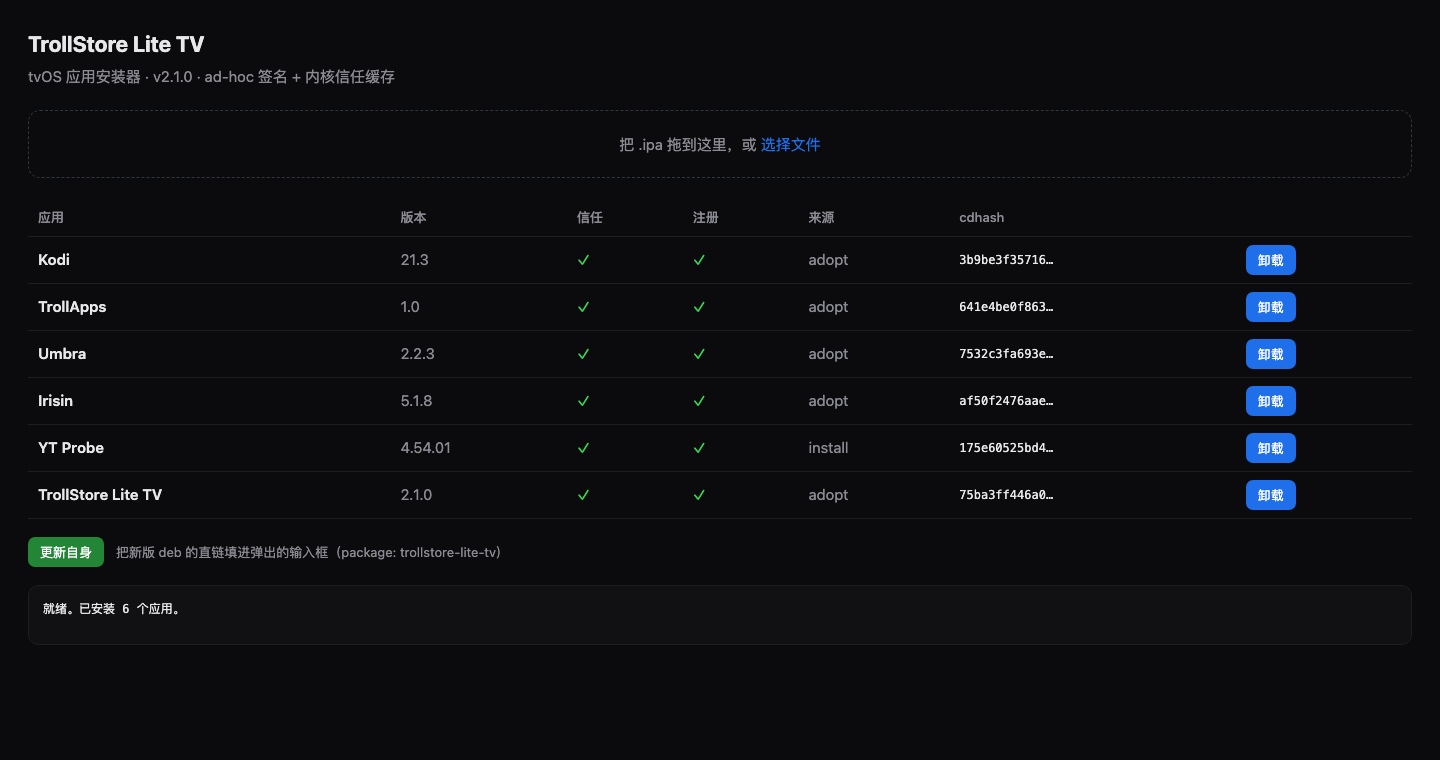 TrollStore Lite TV
tvOS 应用安装器 · v2.1.0 · ad-hoc 签名 + 内核信任缓存
把 .ipa 拖到这里，或 选择文件
应用 版本 信任 注册 来源 cdhash
Kodi 21.3 ✓ ✓ adopt 3b9be3f35716… 卸载
TrollApps 1.0 ✓ ✓ adopt 641e4be0f863… 卸载
Umbra 2.2.3 ✓ ✓ adopt 7532c3fa693e… 卸载
Irisin 5.1.8 ✓ ✓ adopt af50f2476aae… 卸载
YT Probe 4.54.01 ✓ ✓ install 175e60525bd4… 卸载
TrollStore Lite TV 2.1.0 ✓ ✓ adopt 75ba3ff446a0… 卸载
更新自身 把新版 deb 的直链填进弹出的输入框（package: trollstore-lite-tv）
就绪。已安装 6 个应用。